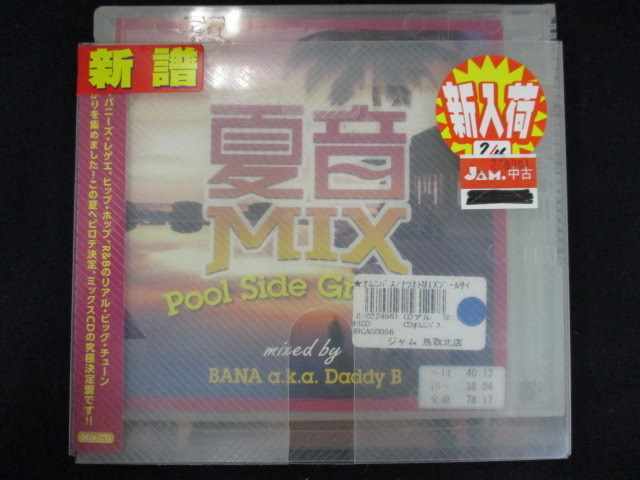 新譜
パニーズ・レゲエ、ヒップ・ホップ、R&Bのリアル・ビッグ・チューン
りを集めました!この夏ヘビロテ決定、ミックスCDの究極決定盤です!!
夏音
MIX
Pool Side
mixed by
BANA a.k.a. Daddy B
新入荷
JAM.中古
ジャム 鳥取北店